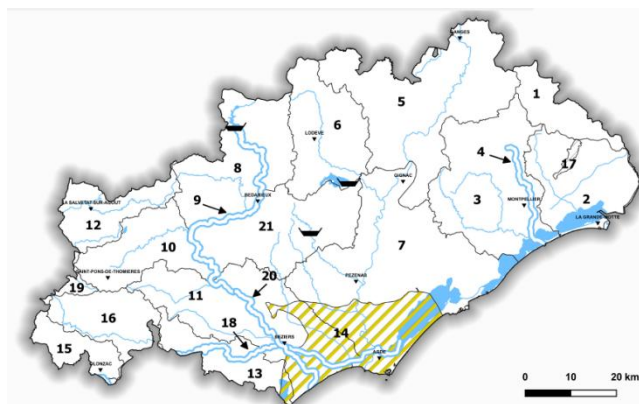 GANGES
1
5
LODEVE
6
4
17
8
GIGNAC
3
MONTPELLIER
2
LA GRANDE-MOTTE
9
BEDARIEUX
LA SALVETAT-SUR-AGOUT
12
21
10
7
SAINT-PONS-DE-THOMIERES
PEZENAS
19
11
20
16
18
14
BEZIERS
15
OLONZAC
13
AGDE
0 10 20 km